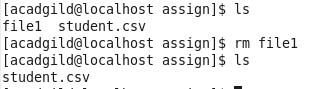 [acadgild@localhost assign]$ ls
file1  student.csv
[acadgild@localhost assign]$ rm file1
[acadgild@localhost assign]$ ls
student.csv